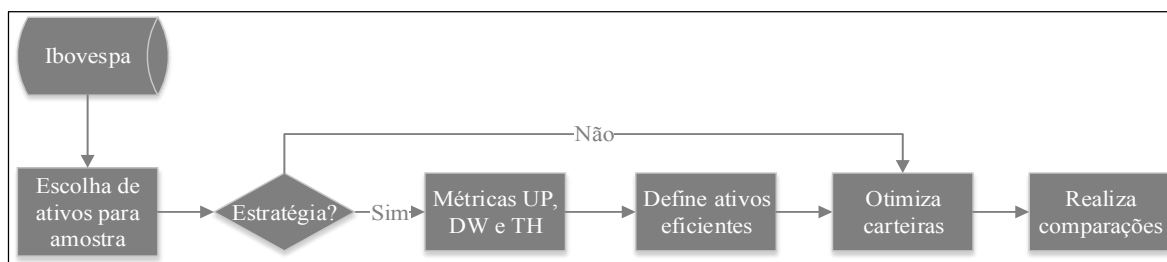 Ibovespa
Não
Escolha de
ativos para
amostra
Estratégia?
Sim
Métricas UP,
DW e TH
Define ativos
eficientes
Otimiza
carteiras
Realiza
comparações